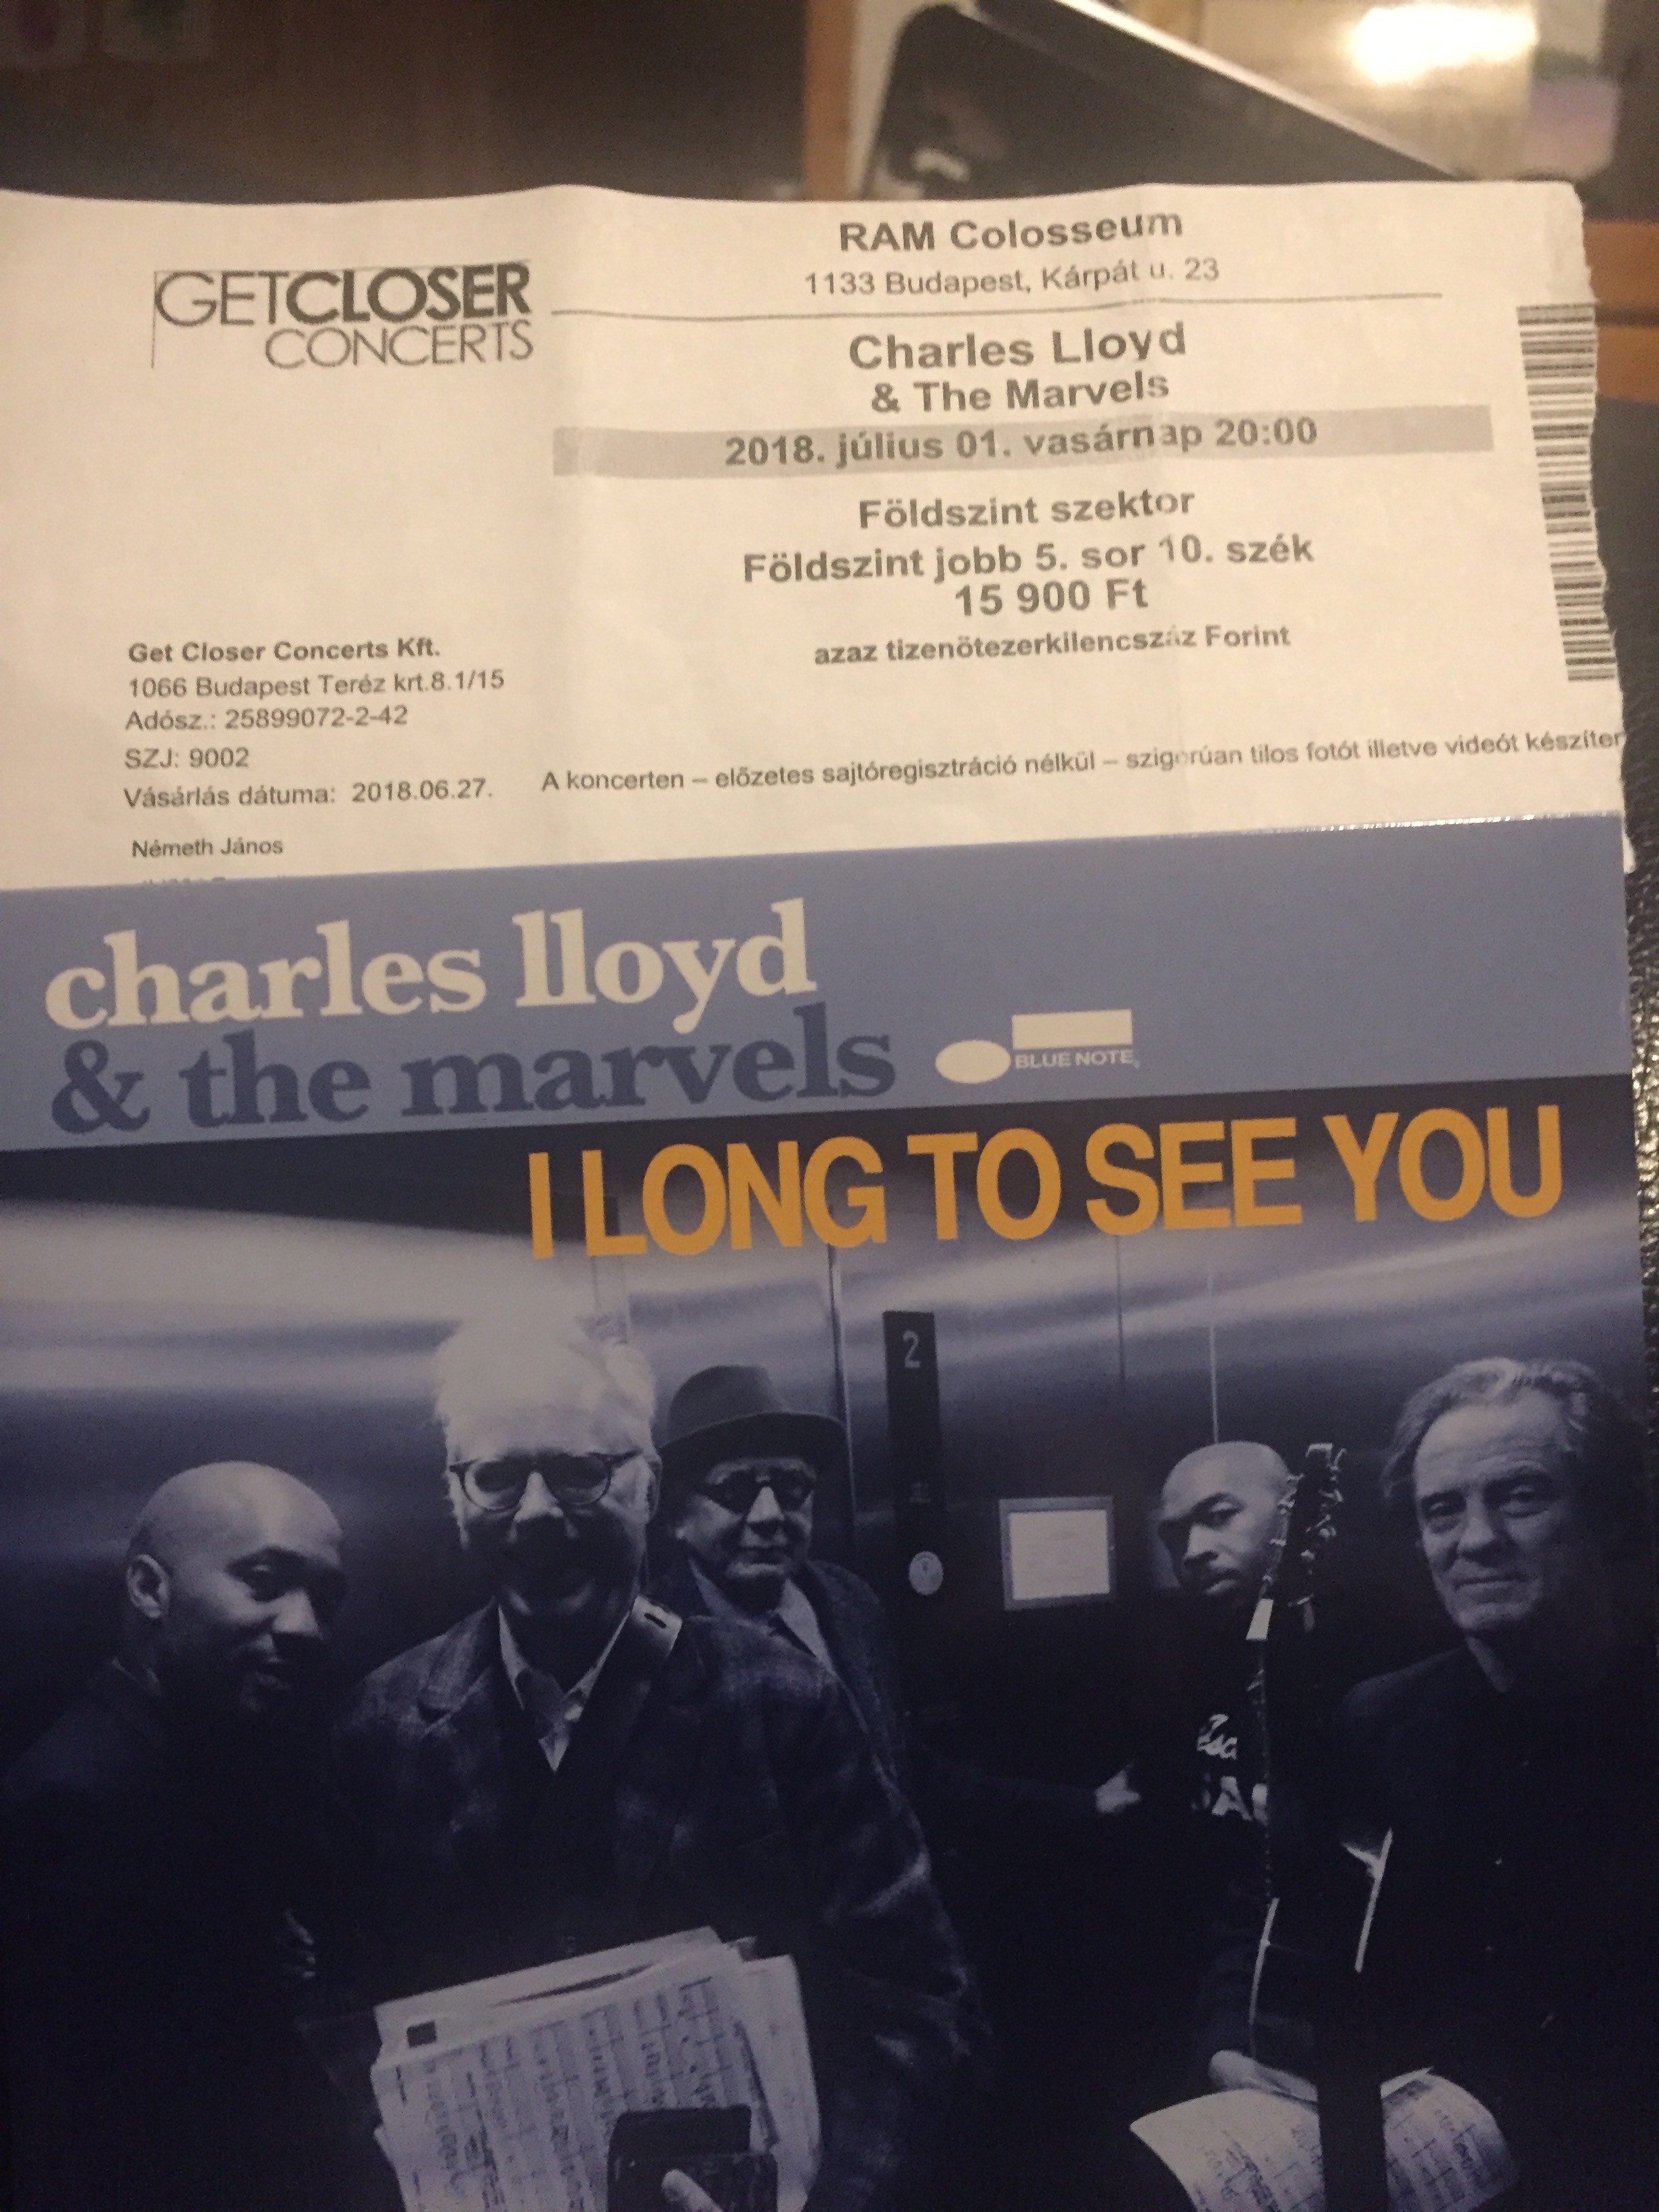 GETCLOSER
CONCERTS
RAM Colosseum
1133 Budapest, Kárpát u. 23
Charles Lloyd
& The Marvels
2018. július 01. vasárnap 20:00
Földszint szektor
Földszint jobb 5. sor 10. szék
15 900 Ft
azaz tizenötezerkilencszáz Forint
Get Closer Concerts Kft.
1066 Budapest Teréz krt.8.1/15
Adósz.: 25899072-2-42
SZJ: 9002
Vásárlás dátuma: 2018.06.27.
A koncerten – előzetes sajtóregisztráció nélkül – szigorúan tilos fotót illetve videót készíten
Németh János
charles lloyd
& the marvels
BLUE NOTE
I LONG TO SEE YOU
2